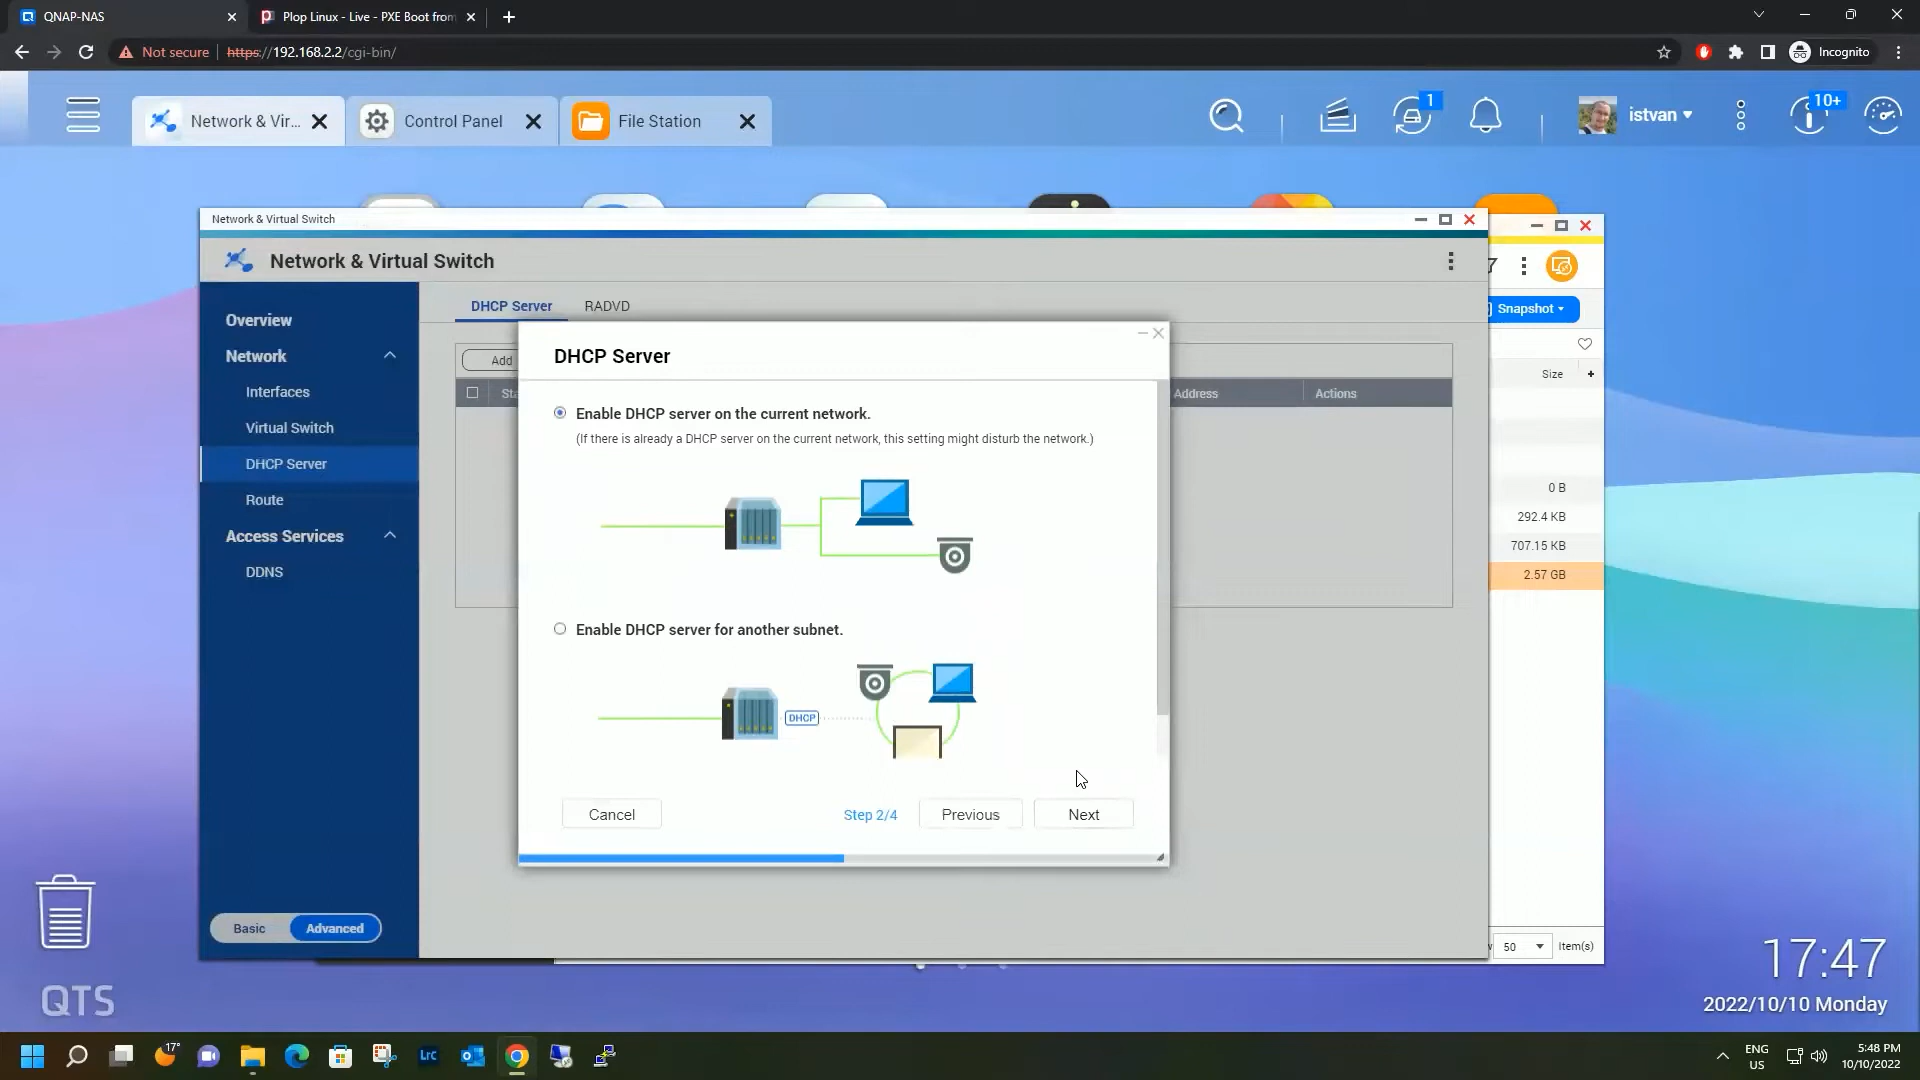 QNAP-NAS
Plop Linux - Live - PXE Boot from
Not secure
https://192.168.2.2/cgi-bin/
Incognito
Network & Vir...
Control Panel
File Station
1
istvan
10+
Network & Virtual Switch
Network & Virtual Switch
Overview
Network
Interfaces
Virtual Switch
DHCP Server
Route
Access Services
DDNS
Basic
Advanced
DHCP Server
RADVD
Add
Sta
Address
Actions
DHCP Server
Enable DHCP server on the current network.
(If there is already a DHCP server on the current network, this setting might disturb the network.)
Enable DHCP server for another subnet.
DHCP
Cancel
Step 2/4
Previous
Next
Snapshot
Size
0 B
292.4 KB
707.15 KB
2.57 GB
50
Item(s)
17:47
2022/10/10 Monday
QTS
17°
LrC
ENG
US
5:48 PM
10/10/2022